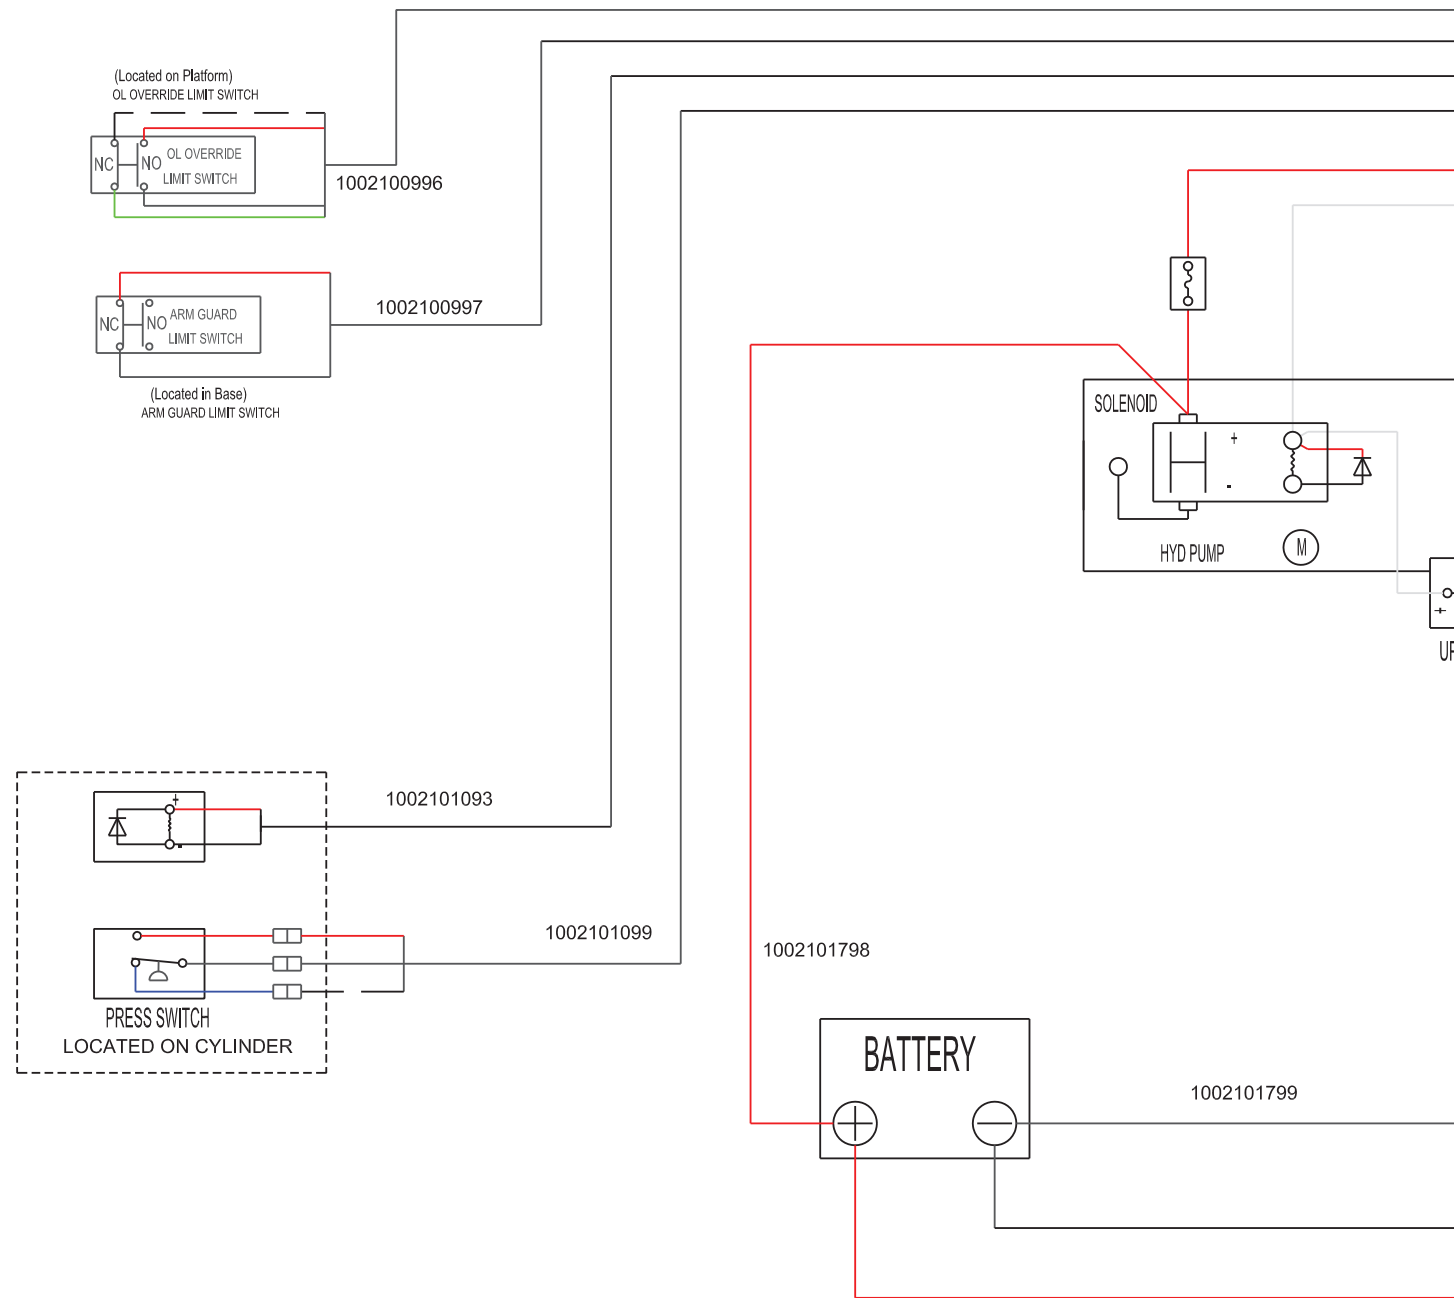 (Located on Platform)
OL OVERRIDE LIMIT SWITCH
NC
NO
OL OVERRIDE
LIMIT SWITCH
1002100996
NC
NO
ARM GUARD
LIMIT SWITCH
1002100997
(Located in Base)
ARM GUARD LIMIT SWITCH
SOLENOID
+
-
HYD PUMP
M
+
UP
+
-
1002101093
1002101099
PRESS SWITCH
LOCATED ON CYLINDER
1002101798
BATTERY
1002101799